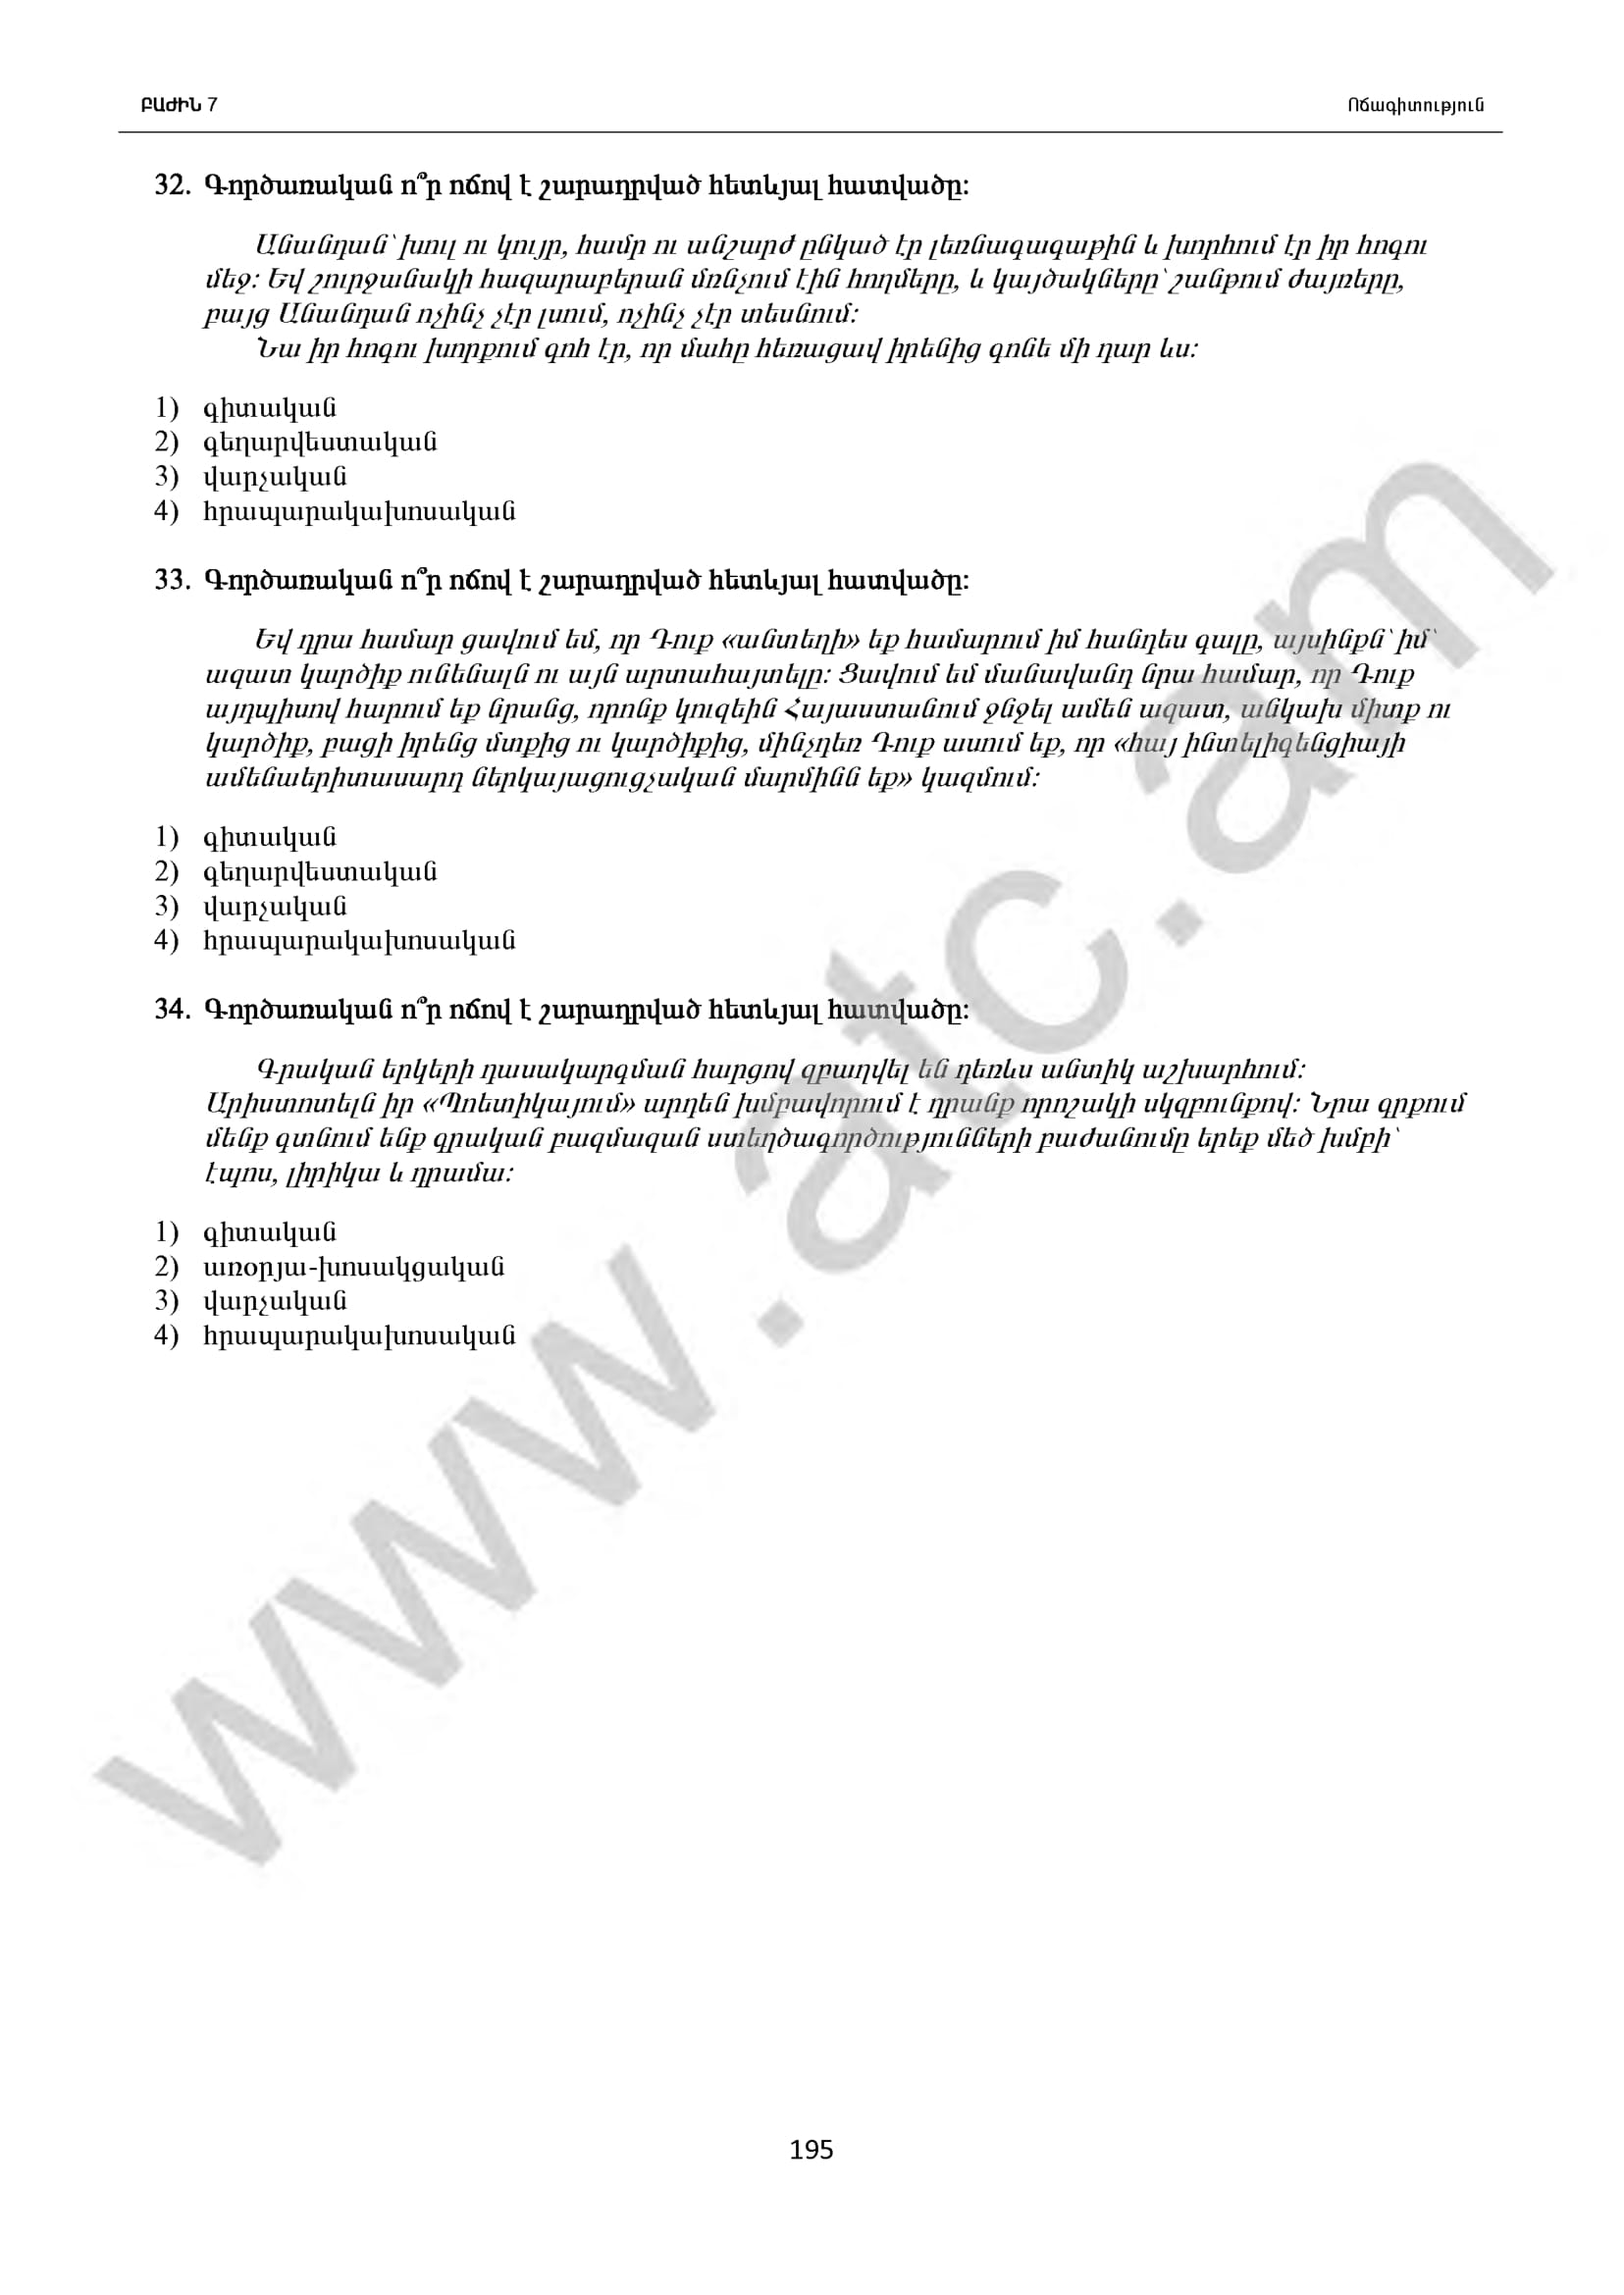 ԲԱԺԻՆ 7 Ոճագիտություն
32. Գործառական ո՞ր ոճով է շարադրված հետևյալ հատվածը:
Անանդան՝ խուլ ու կույր, համր ու անշարժ ընկած էր լեռնագագաթին և խորհում էր իր հոգու
մեջ: Եվ շուրջանակի հազարաբերան մռնչում էին հողմերը, և կայծակները՝ շանթում ժայռերը,
բայց Անանդան ոչինչ չէր լսում, ոչինչ չէր տեսնում:
Նա իր հոգու խորքում գոհ էր, որ մահը հեռացավ իրենից գոնե մի դար ևս:
1) գիտական
2) գեղարվեստական
3) վարչական
4) հրապարակախոսական
33. Գործառական ո՞ր ոճով է շարադրված հետևյալ հատվածը:
Եվ դրա համար ցավում եմ, որ Դուք «անտեղի» եք համարում իմ հանդես գալը, այսինքն՝ իմ՝
ազատ կարծիք ունենալն ու այն արտահայտելը: Ցավում եմ մանավանդ նրա համար, որ Դուք
այդպիսով հարում եք նրանց, որոնք կուզեին Հայաստանում ջնջել ամեն ազատ, անկախ միտք ու
կարծիք, բացի իրենց մտքից ու կարծիքից, մինչդեռ Դուք ասում եք, որ «հայ ինտելիգենցիայի
ամենաերիտասարդ ներկայացուցչական մարմինն եք» կազմում:
1) գիտական
2) գեղարվեստական
3) վարչական
4) հրապարակախոսական
34. Գործառական ո՞ր ոճով է շարադրված հետևյալ հատվածը:
Գրական երկերի դասակարգման հարցով զբաղվել են դեռևս անտիկ աշխարհում:
Արիստոտելն իր «Պոետիկայում» արդեն խմբավորում է դրանք որոշակի սկզբունքով: Նրա գրքում
մենք գտնում ենք գրական բազմազան ստեղծագործությունների բաժանումը երեք մեծ խմբի՝
էպոս, լիրիկա և դրամա:
1) գիտական
2) առօրյա-խոսակցական
3) վարչական
4) հրապարակախոսական
www.atc.am
195